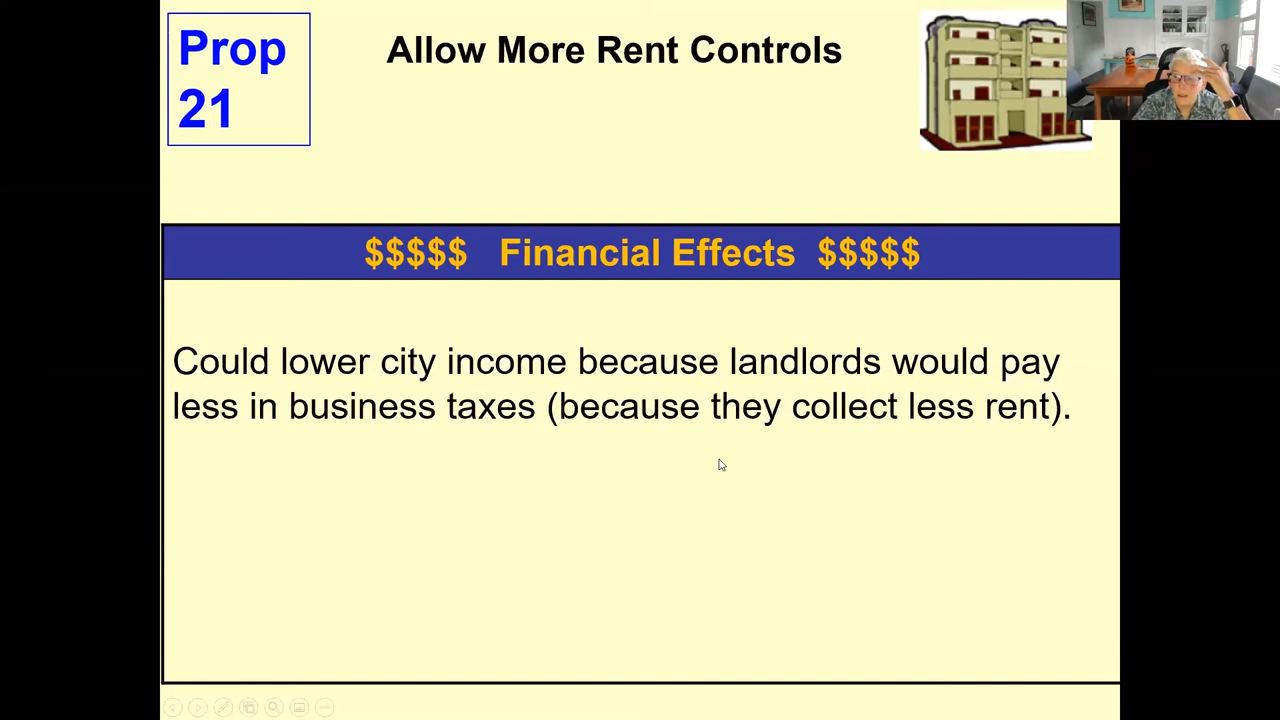 Prop
21
Allow More Rent Controls
$$$$$ Financial Effects $$$$$
Could lower city income because landlords would pay
less in business taxes (because they collect less rent).